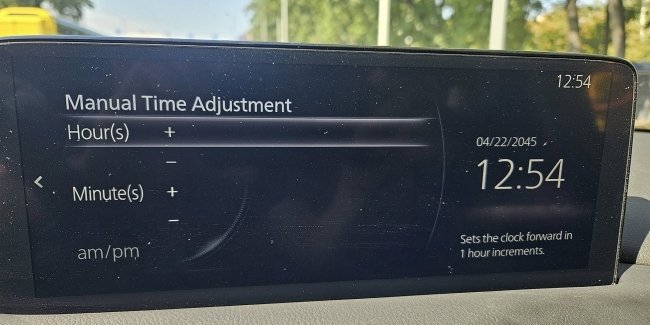 12:54
Manual Time Adjustment
Hour(s) +
−
Minute(s) +
−
am/pm
04/22/2045
12:54
Sets the clock forward in
1 hour increments.